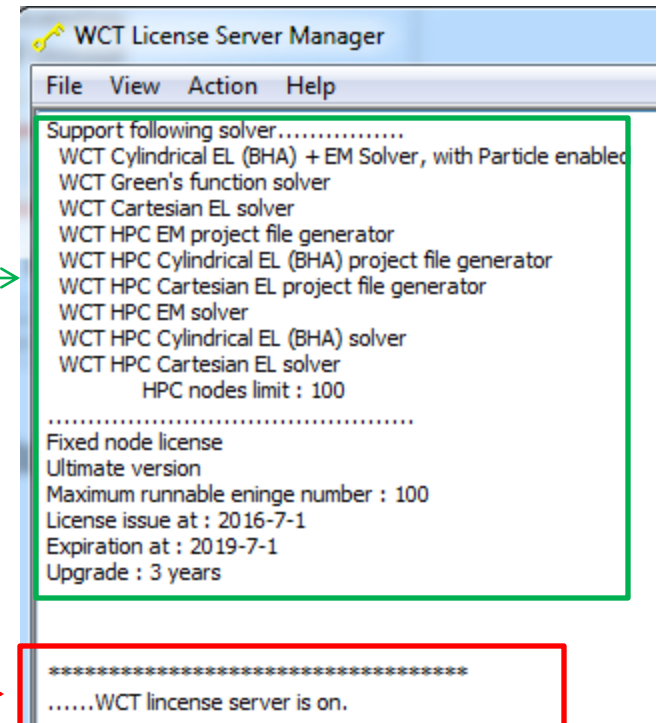 WCT License Server Manager
File View Action Help
Support following solver................
WCT Cylindrical EL (BHA) + EM Solver, with Particle enabled
WCT Green's function solver
WCT Cartesian EL solver
WCT HPC EM project file generator
WCT HPC Cylindrical EL (BHA) project file generator
WCT HPC Cartesian EL project file generator
WCT HPC EM solver
WCT HPC Cylindrical EL (BHA) solver
WCT HPC Cartesian EL solver
HPC nodes limit : 100
..............................................
Fixed node license
Ultimate version
Maximum runnable eninge number : 100
License issue at : 2016-7-1
Expiration at : 2019-7-1
Upgrade : 3 years
***********************************
......WCT lincense server is on.